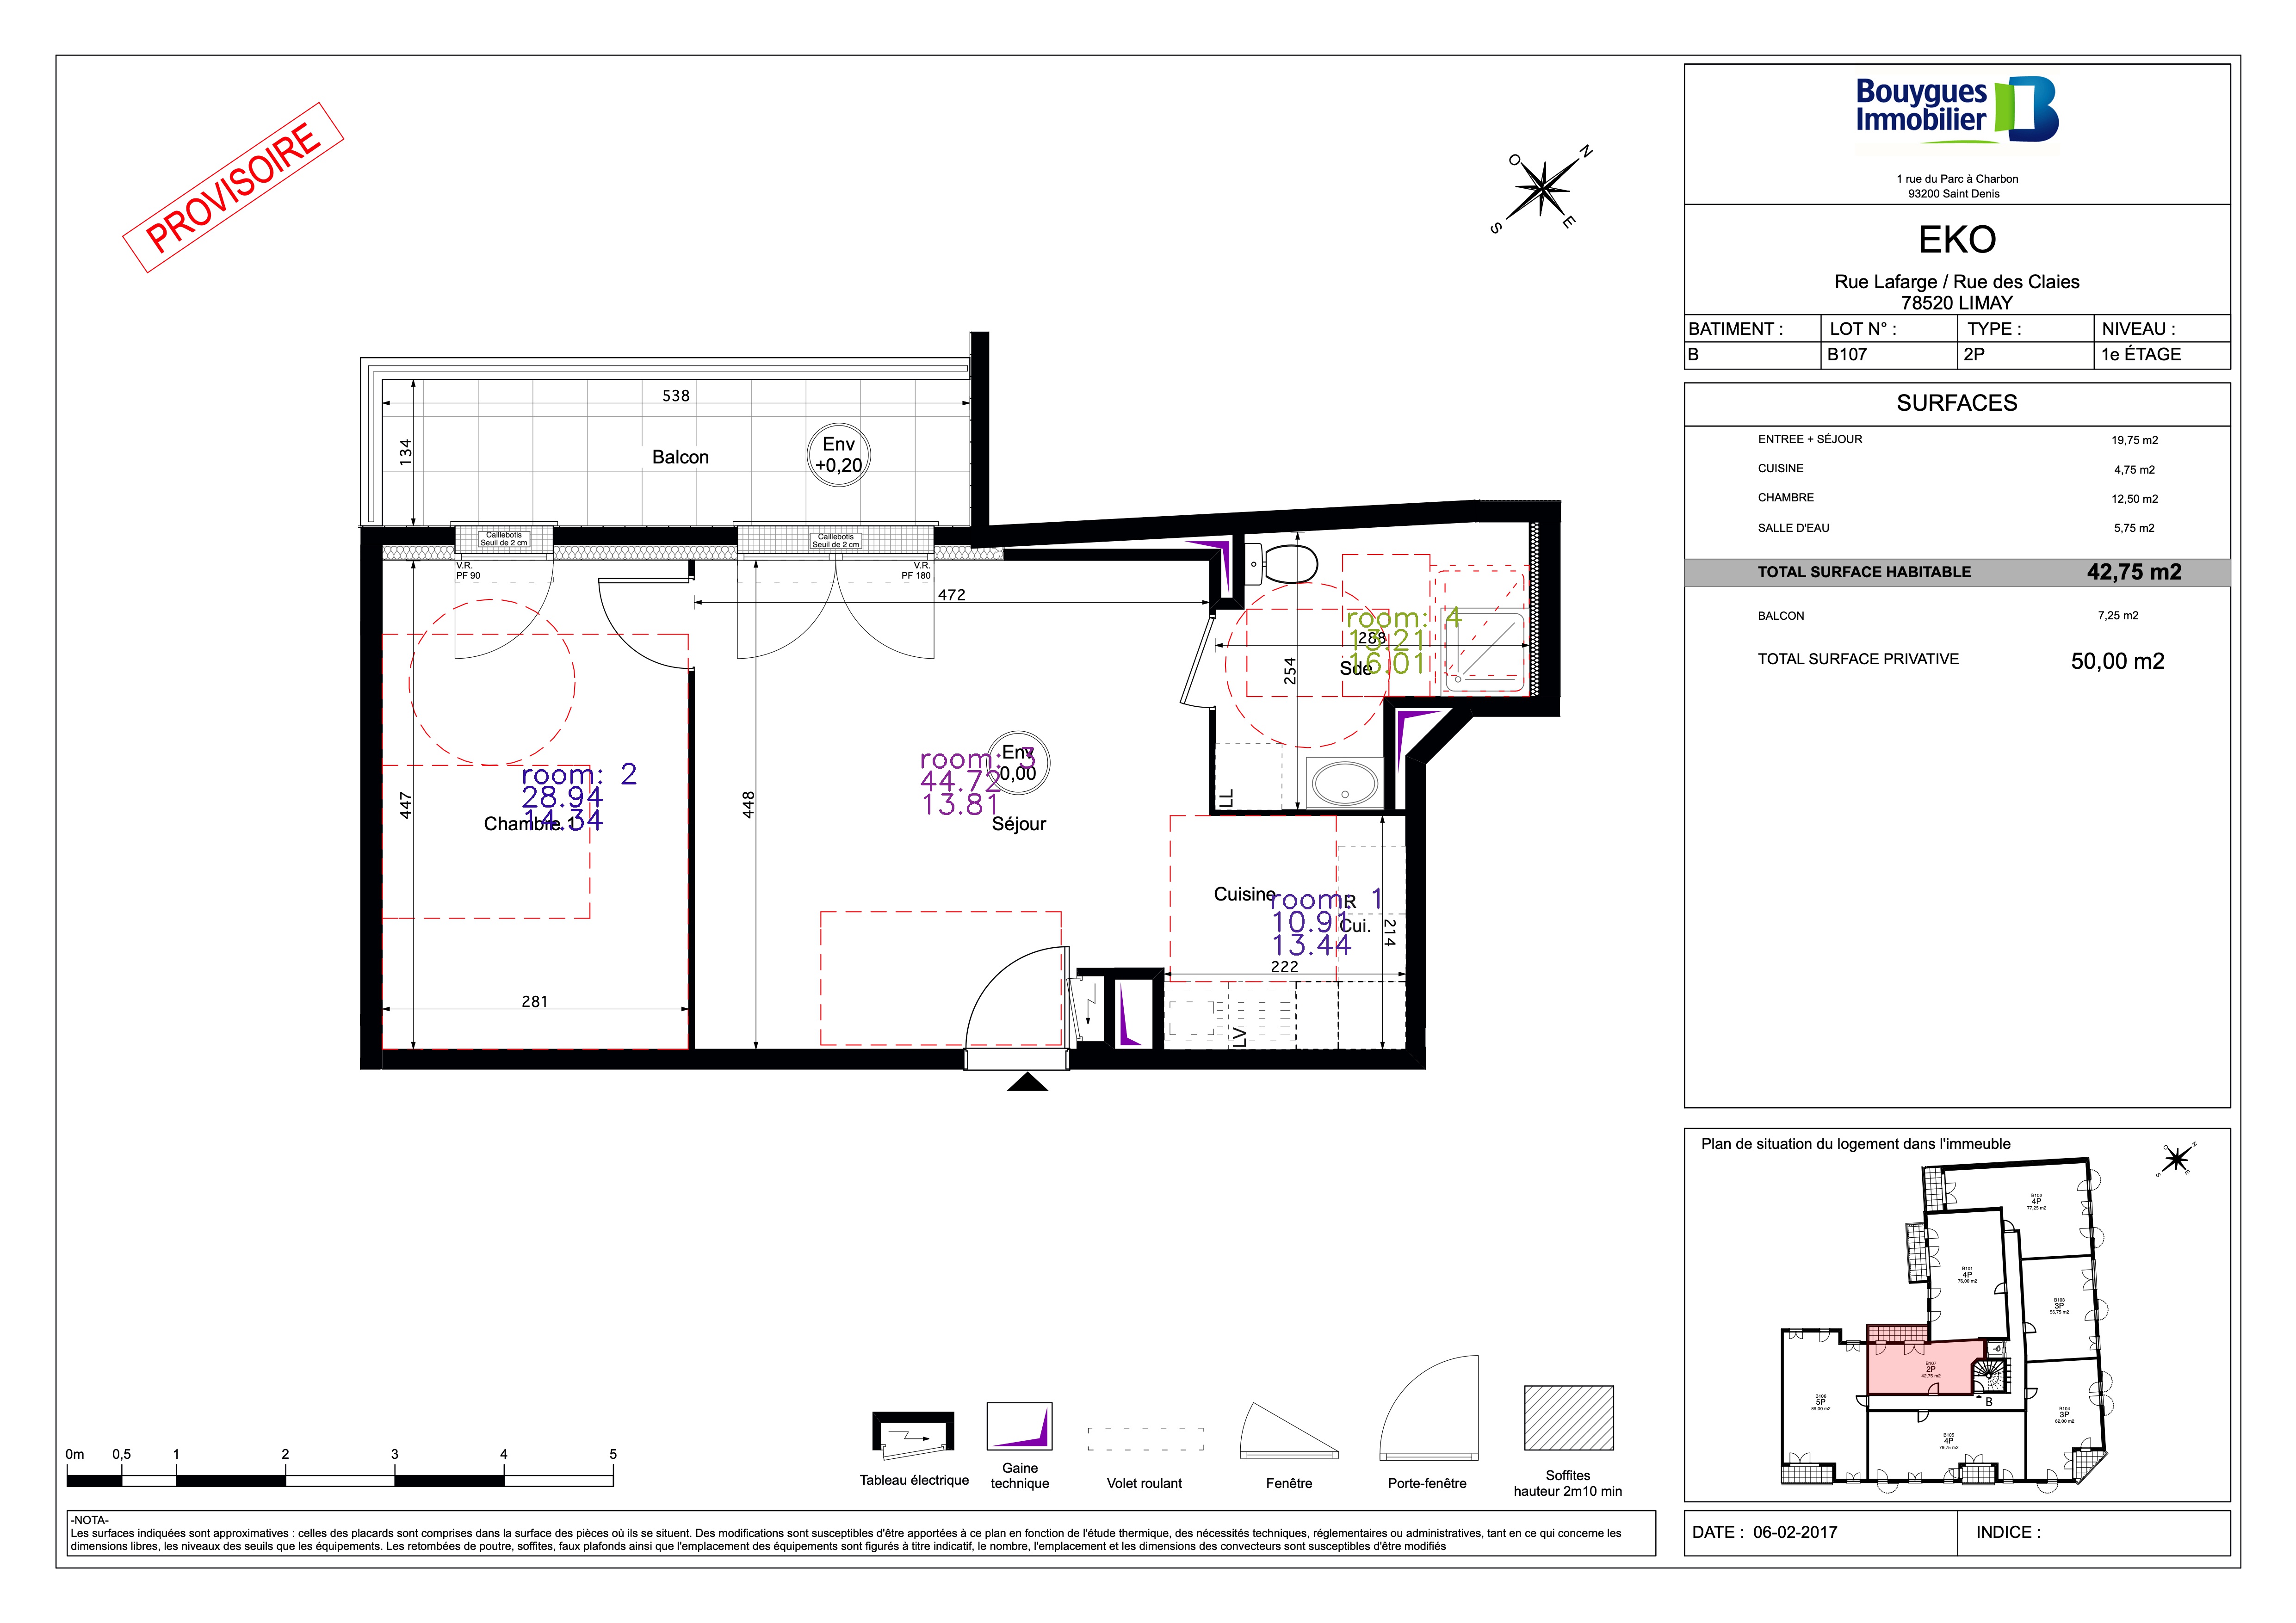 PROVISOIRE
O
N
S
E
Bouygues
Immobilier
1 rue du Parc à Charbon
93200 Saint Denis
EKO
Rue Lafarge / Rue des Claies
78520 LIMAY
BATIMENT : LOT N° : TYPE : NIVEAU :
B B107 2P 1e ÉTAGE
SURFACES
ENTREE + SÉJOUR 19,75 m2
CUISINE 4,75 m2
CHAMBRE 12,50 m2
SALLE D'EAU 5,75 m2
TOTAL SURFACE HABITABLE 42,75 m2
BALCON 7,25 m2
TOTAL SURFACE PRIVATIVE 50,00 m2
538
134
Balcon
Env
+0,20
Caillebotis
Seuil de 2 cm
Caillebotis
Seuil de 2 cm
V.R.
PF 90
V.R.
PF 180
472
room: 4
13.21
16.01
288
254
Sde
room: 3
44.72
13.81
Env
0,00
Séjour
room: 2
28.94
14.34
Chambre 1
447
448
LL
Cuisine
room: 1
10.91
13.44
R
Cui.
214
222
281
LV
Plan de situation du logement dans l'immeuble
O
N
S
E
B102
4P
77,25 m2
B101
4P
76,00 m2
B103
3P
56,75 m2
B107
2P
42,75 m2
B106
5P
89,00 m2
B
B104
3P
62,00 m2
B105
4P
79,75 m2
0m 0,5 1 2 3 4 5
Tableau électrique
Gaine
technique
Volet roulant
Fenêtre
Porte-fenêtre
Soffites
hauteur 2m10 min
-NOTA-
Les surfaces indiquées sont approximatives : celles des placards sont comprises dans la surface des pièces où ils se situent. Des modifications sont susceptibles d'être apportées à ce plan en fonction de l'étude thermique, des nécessités techniques, réglementaires ou administratives, tant en ce qui concerne les
dimensions libres, les niveaux des seuils que les équipements. Les retombées de poutre, soffites, faux plafonds ainsi que l'emplacement des équipements sont figurés à titre indicatif, le nombre, l'emplacement et les dimensions des convecteurs sont susceptibles d'être modifiés
DATE : 06-02-2017 INDICE :